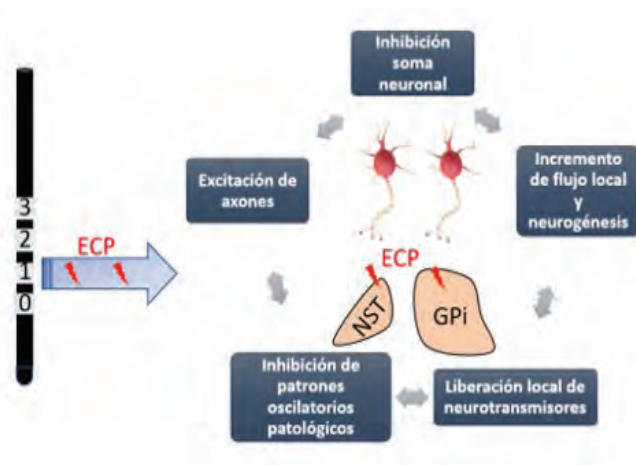 Inhibición
soma
neuronal
Excitación de
axones
Incremento
de flujo local
y
neurogénesis
3
2
1
0
ECP
ECP
NST
GPi
Inhibición de
patrones
oscilatorios
patológicos
Liberación local de
neurotransmisores